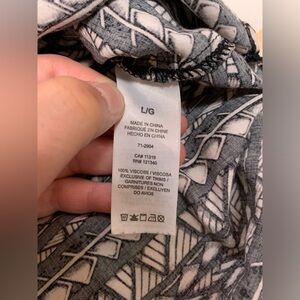 L/G
MADE IN CHINA
FABRIQUÉ EN CHINE
HECHO EN CHINA
71-2904
CA# 11319
RN# 121340
100% VISCOSE / VISCOSA
EXCLUSIVE OF TRIMS /
GARNITURES NON
COMPRISES / EXCLUYEN
DO AVIOS